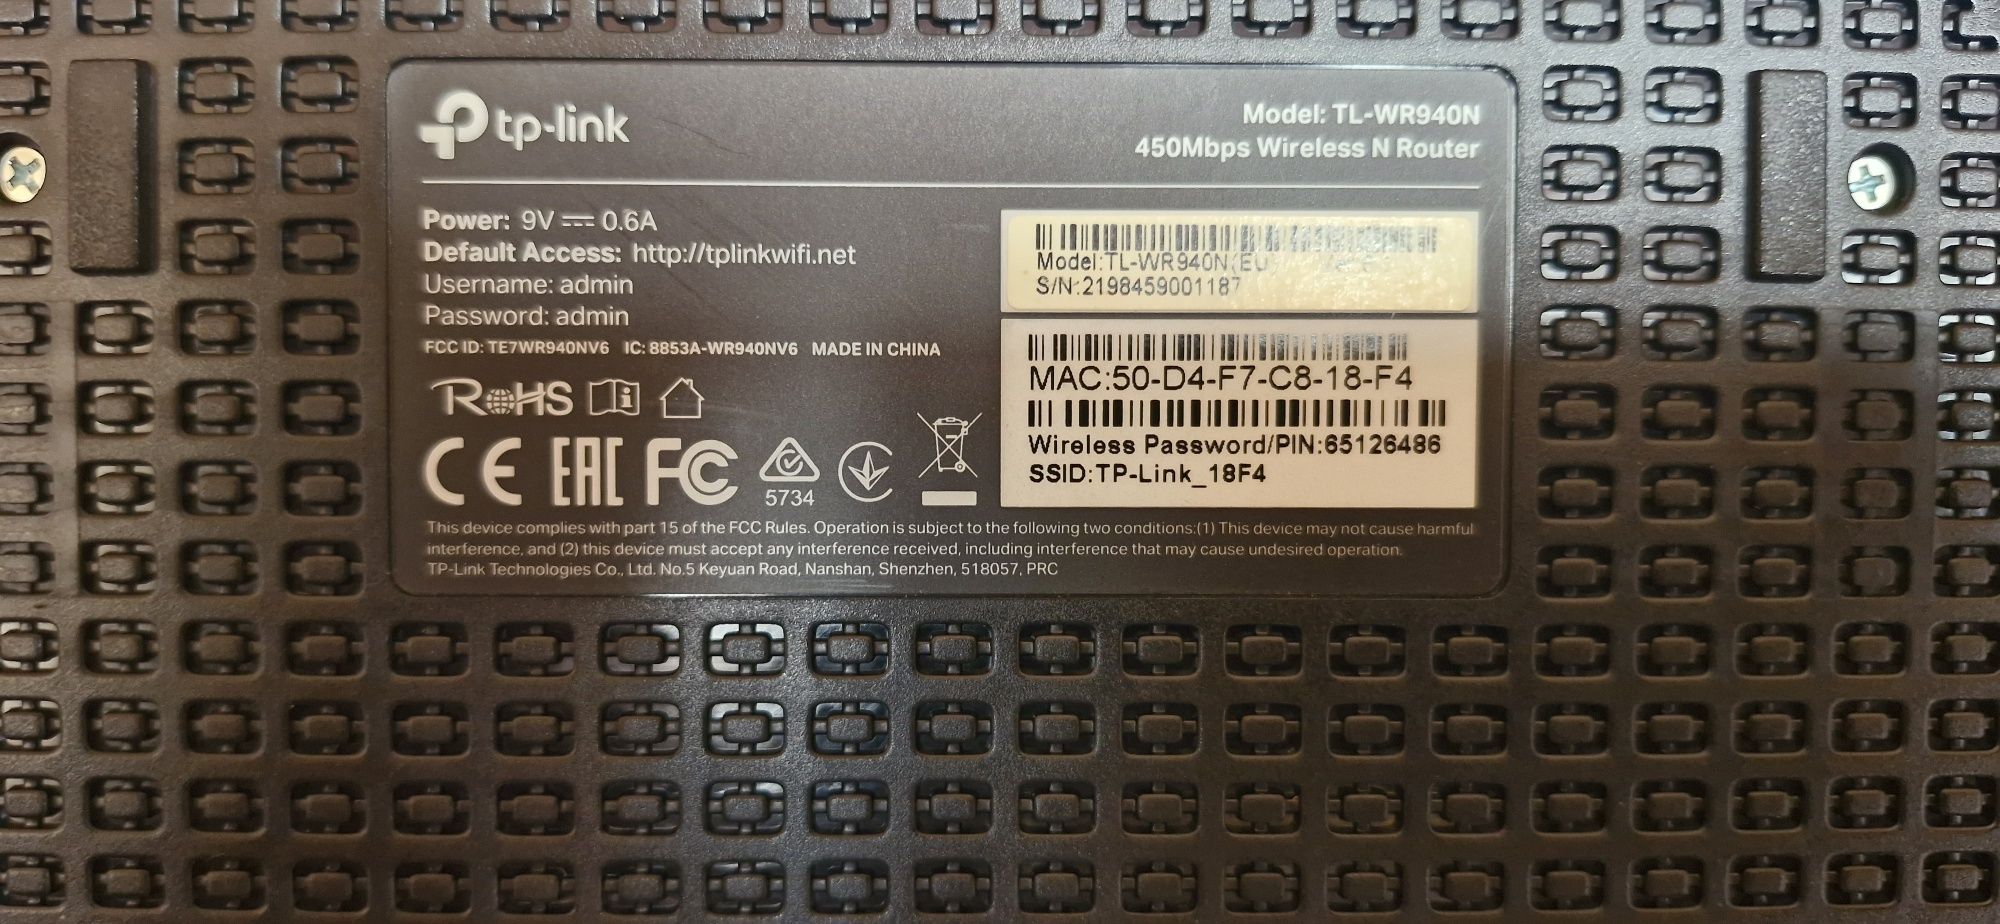 tp-link
Model: TL-WR940N
450Mbps Wireless N Router
Power: 9V 0.6A
Default Access: http://tplinkwifi.net
Username: admin
Password: admin
FCC ID: TE7WR940NV6 IC: 8853A-WR940NV6 MADE IN CHINA
RoHS
CE EAC FC
5734
Model:TL-WR940N(EU)
S/N:2198459001187
MAC:50-D4-F7-C8-18-F4
Wireless Password/PIN:65126486
SSID:TP-Link_18F4
This device complies with part 15 of the FCC Rules. Operation is subject to the following two conditions:(1) This device may not cause harmful
interference, and (2) this device must accept any interference received, including interference that may cause undesired operation.
TP-Link Technologies Co., Ltd. No.5 Keyuan Road, Nanshan, Shenzhen, 518057, PRC